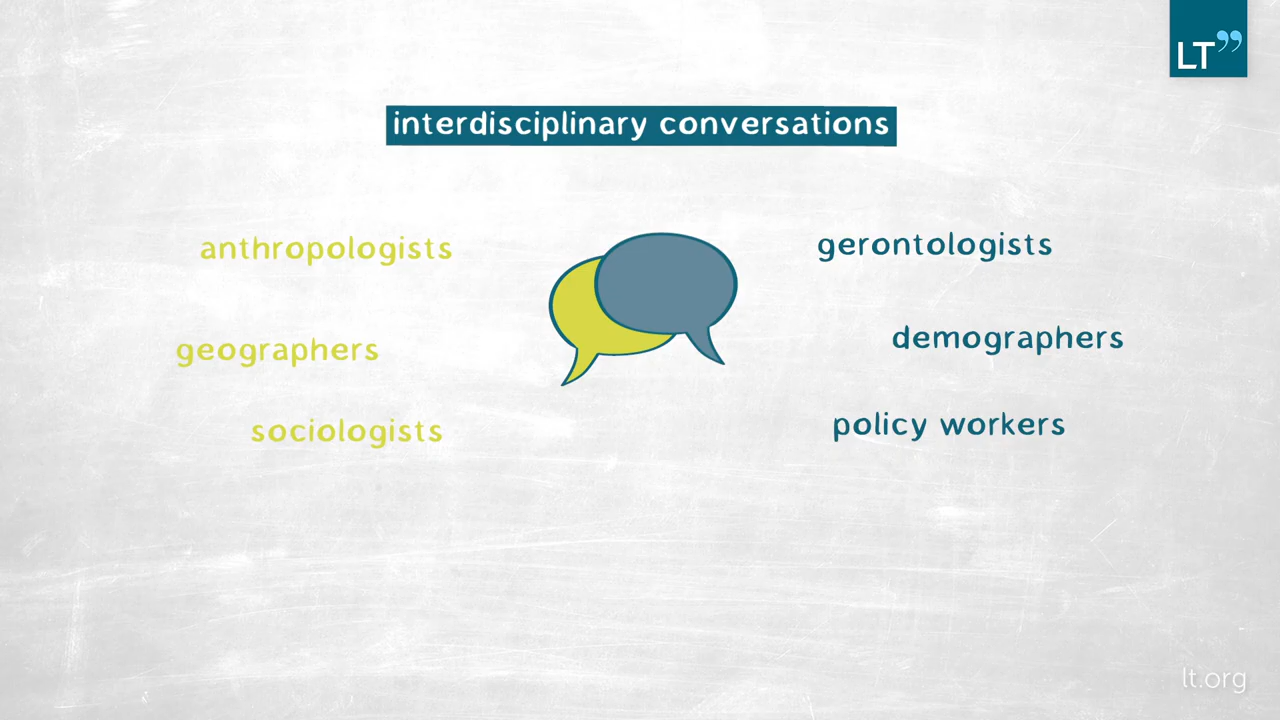 LT”
interdisciplinary conversations
anthropologists
geographers
sociologists
gerontologists
demographers
policy workers
lt.org